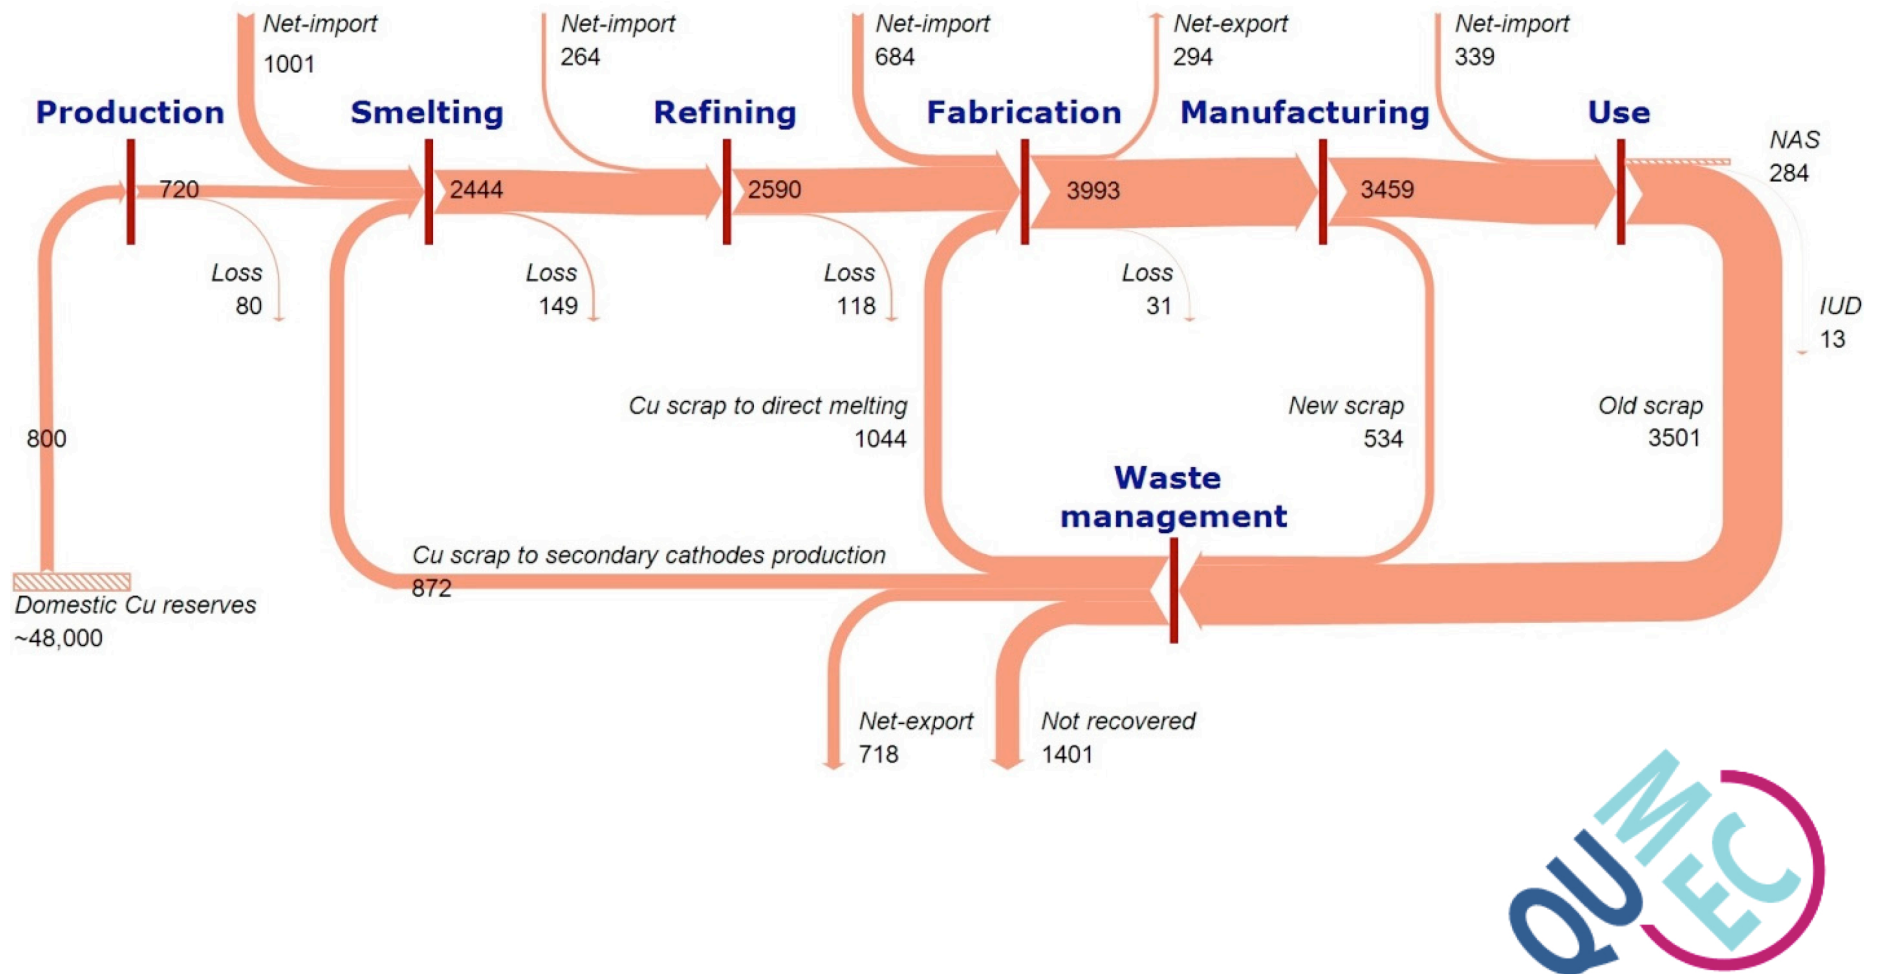 Net-import
1001
Net-import
264
Net-import
684
Net-export
294
Net-import
339
Production
Smelting
Refining
Fabrication
Manufacturing
Use
NAS
284
720
2444
2590
3993
3459
Loss
80
Loss
149
Loss
118
Loss
31
IUD
13
800
Cu scrap to direct melting
1044
New scrap
534
Old scrap
3501
Waste
management
Cu scrap to secondary cathodes production
872
Domestic Cu reserves
~48,000
Net-export
718
Not recovered
1401
QUMEC